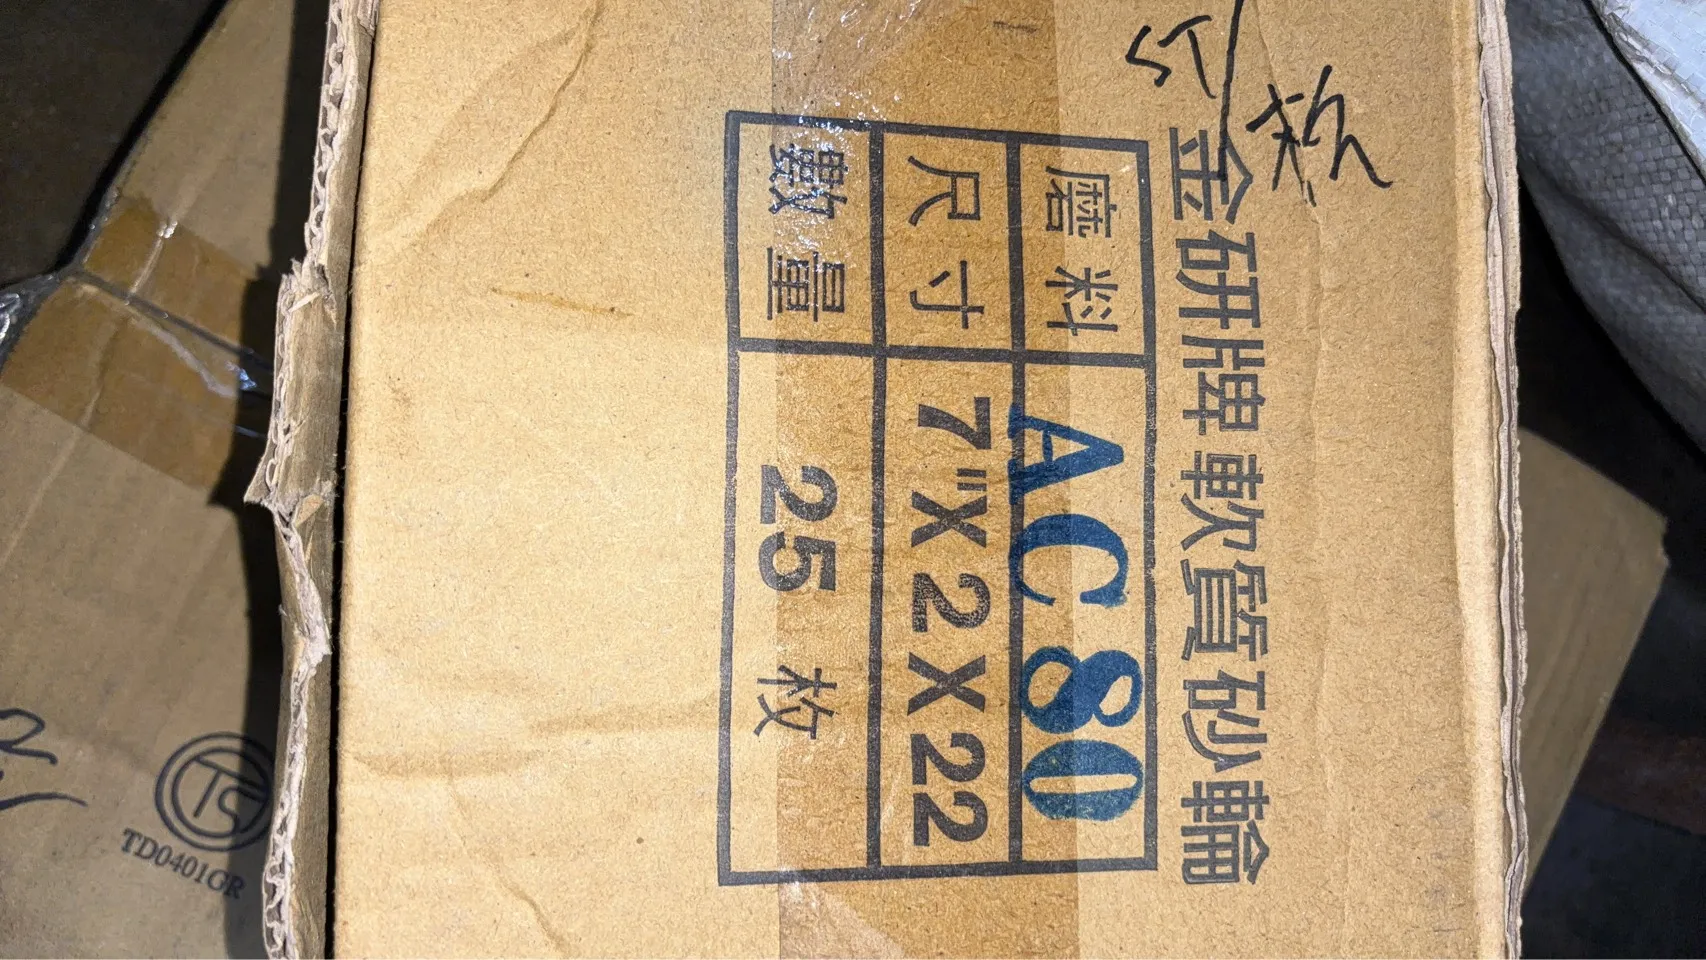 金研牌軟質砂輪
磨料 AC80
尺寸 7"X2X22
數量 25 枚
TS
TD0401GR